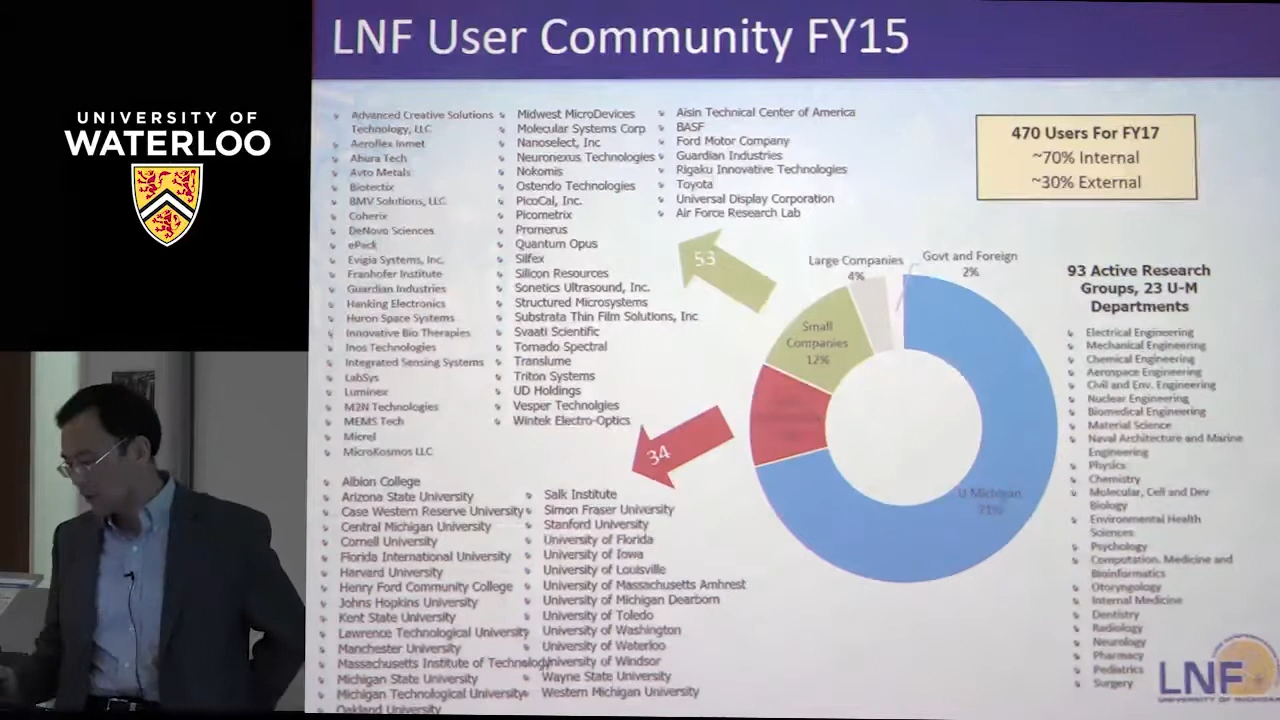 UNIVERSITY OF
WATERLOO
LNF User Community FY15
Advanced Creative Solutions
Technology, LLC
Aeroflex Inmet
Akura Tech
Avto Metals
Biotectix
BMV Solutions, LLC
Coherix
DeNovo Sciences
ePack
Evigia Systems, Inc.
Franhofer Institute
Guardian Industries
Hanking Electronics
Huron Space Systems
Innovative Bio Therapies
Inos Technologies
Integrated Sensing Systems
LabSys
Luminex
M2N Technologies
MEMS Tech
Micrel
MicroKosmos LLC
Midwest MicroDevices
Molecular Systems Corp
Nanoselect, Inc
Neuronexus Technologies
Nokomis
Ostendo Technologies
PicoCal, Inc.
Picometrix
Promerus
Quantum Opus
Silfex
Silicon Resources
Sonetics Ultrasound, Inc.
Structured Microsystems
Substrata Thin Film Solutions, Inc
Svaati Scientific
Tornado Spectral
Translume
Triton Systems
UD Holdings
Vesper Technolgies
Wintek Electro-Optics
Aisin Technical Center of America
BASF
Ford Motor Company
Guardian Industries
Rigaku Innovative Technologies
Toyota
Universal Display Corporation
Air Force Research Lab
470 Users For FY17
~70% Internal
~30% External
53
34
Large Companies
4%
Govt and Foreign
2%
Small
Companies
12%
U Michigan
71%
93 Active Research
Groups, 23 U-M
Departments
Electrical Engineering
Mechanical Engineering
Chemical Engineering
Aerospace Engineering
Civil and Env. Engineering
Nuclear Engineering
Biomedical Engineering
Material Science
Naval Architecture and Marine
Engineering
Physics
Chemistry
Molecular, Cell and Dev
Biology
Environmental Health
Sciences
Psychology
Computation, Medicine and
Bioinformatics
Otoryngology
Internal Medicine
Dentistry
Radiology
Neurology
Pharmacy
Pediatrics
Surgery
Albion College
Arizona State University
Case Western Reserve University
Central Michigan University
Cornell University
Florida International University
Harvard University
Henry Ford Community College
Johns Hopkins University
Kent State University
Lawrence Technological University
Manchester University
Massachusetts Institute of Technology
Michigan State University
Michigan Technological University
Oakland University
Salk Institute
Simon Fraser University
Stanford University
University of Florida
University of Iowa
University of Louisville
University of Massachusetts Amhrest
University of Michigan Dearborn
University of Toledo
University of Washington
University of Waterloo
University of Windsor
Wayne State University
Western Michigan University
LNF
UNIVERSITY OF MICHIGAN